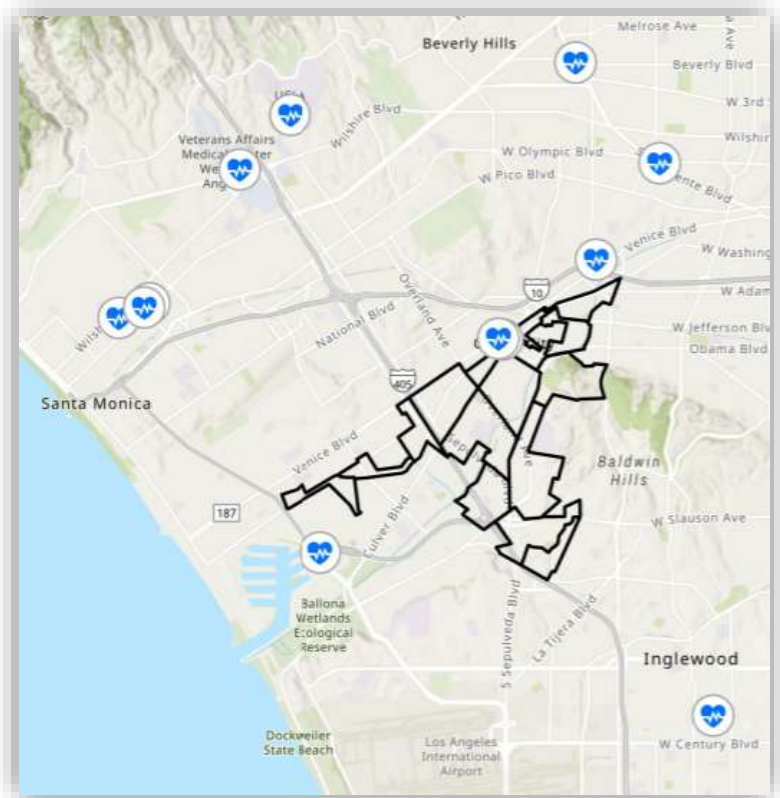 Melrose Ave
Beverly Hills
Beverly Blvd
W 3rd
Wilshire Blvd
Veterans Affairs
Medical
W Olympic Blvd
W Pico Blvd
Venice Blvd
W Washing
10
W Adam
Overland Ave
National Blvd
W Jefferson Blv
Obama Blvd
405
Santa Monica
Venice Blvd
Baldwin
Hills
187
Culver Blvd
W Slauson Ave
Ballona
Wetlands
Ecological
Reserve
S Sepulveda Blvd
La Tijera Blvd
Inglewood
Dockweiler
State Beach
Los Angeles
International
Airport
W Century Blvd